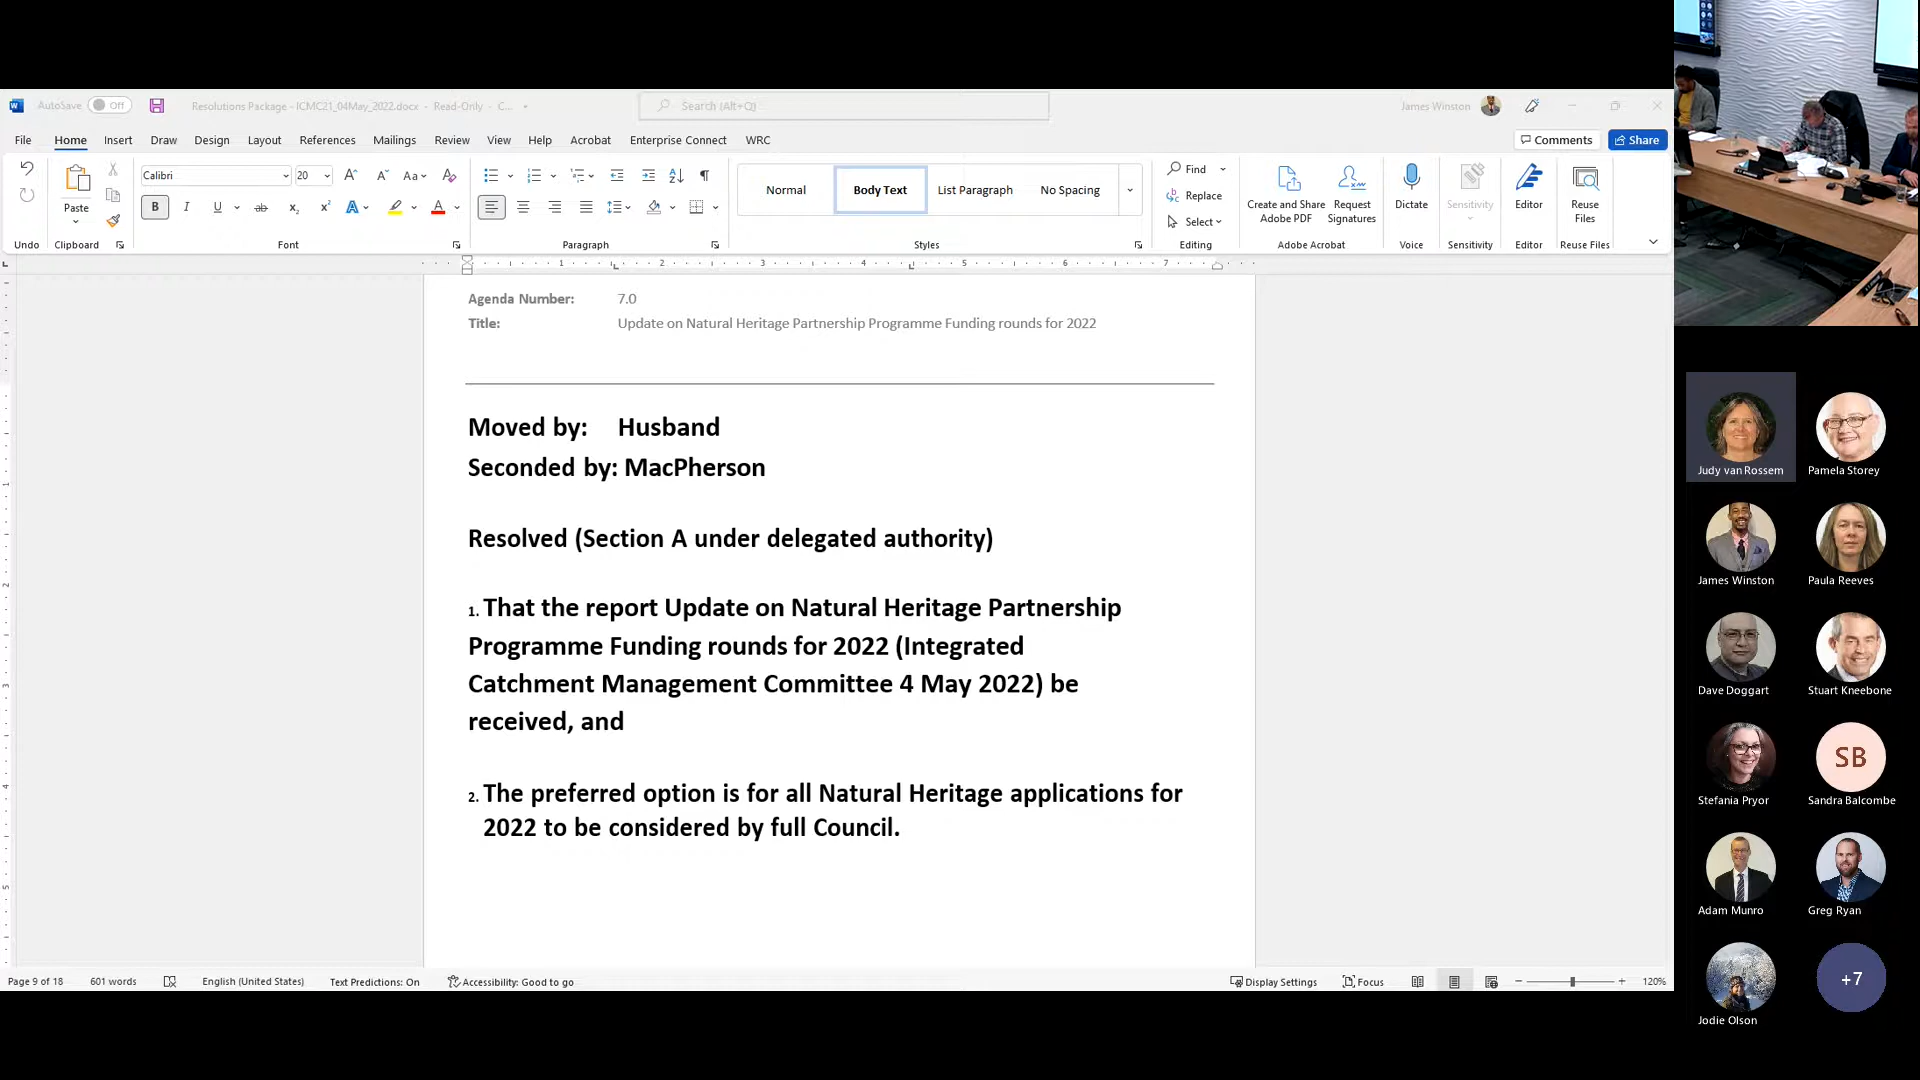 AutoSave Off Resolutions Package - ICMC21_04May_2022.docx - Read-Only - C... Search (Alt+Q) James Winston
File Home Insert Draw Design Layout References Mailings Review View Help Acrobat Enterprise Connect WRC Comments Share
Paste Calibri 20 Normal Body Text List Paragraph No Spacing
Find
Replace
Select
Create and Share
Adobe PDF
Request
Signatures
Dictate
Sensitivity
Editor
Reuse
Files
Undo Clipboard Font Paragraph Styles Editing Adobe Acrobat Voice Sensitivity Editor Reuse Files
1 2 3 4 5 6 7
Agenda Number: 7.0
Title: Update on Natural Heritage Partnership Programme Funding rounds for 2022
Moved by: Husband
Seconded by: MacPherson
Resolved (Section A under delegated authority)
1. That the report Update on Natural Heritage Partnership
Programme Funding rounds for 2022 (Integrated
Catchment Management Committee 4 May 2022) be
received, and
2. The preferred option is for all Natural Heritage applications for
2022 to be considered by full Council.
Page 9 of 18 601 words English (United States) Text Predictions: On Accessibility: Good to go Display Settings Focus 120%
Judy van Rossem Pamela Storey
James Winston Paula Reeves
Dave Doggart Stuart Kneebone
SB
Stefania Pryor Sandra Balcombe
Adam Munro Greg Ryan
+7
Jodie Olson